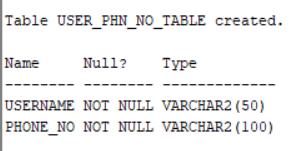 Table USER_PHN_NO_TABLE created.
Name     Null?    Type
-------- -------- -------------
USERNAME NOT NULL VARCHAR2(50)
PHONE_NO NOT NULL VARCHAR2(100)